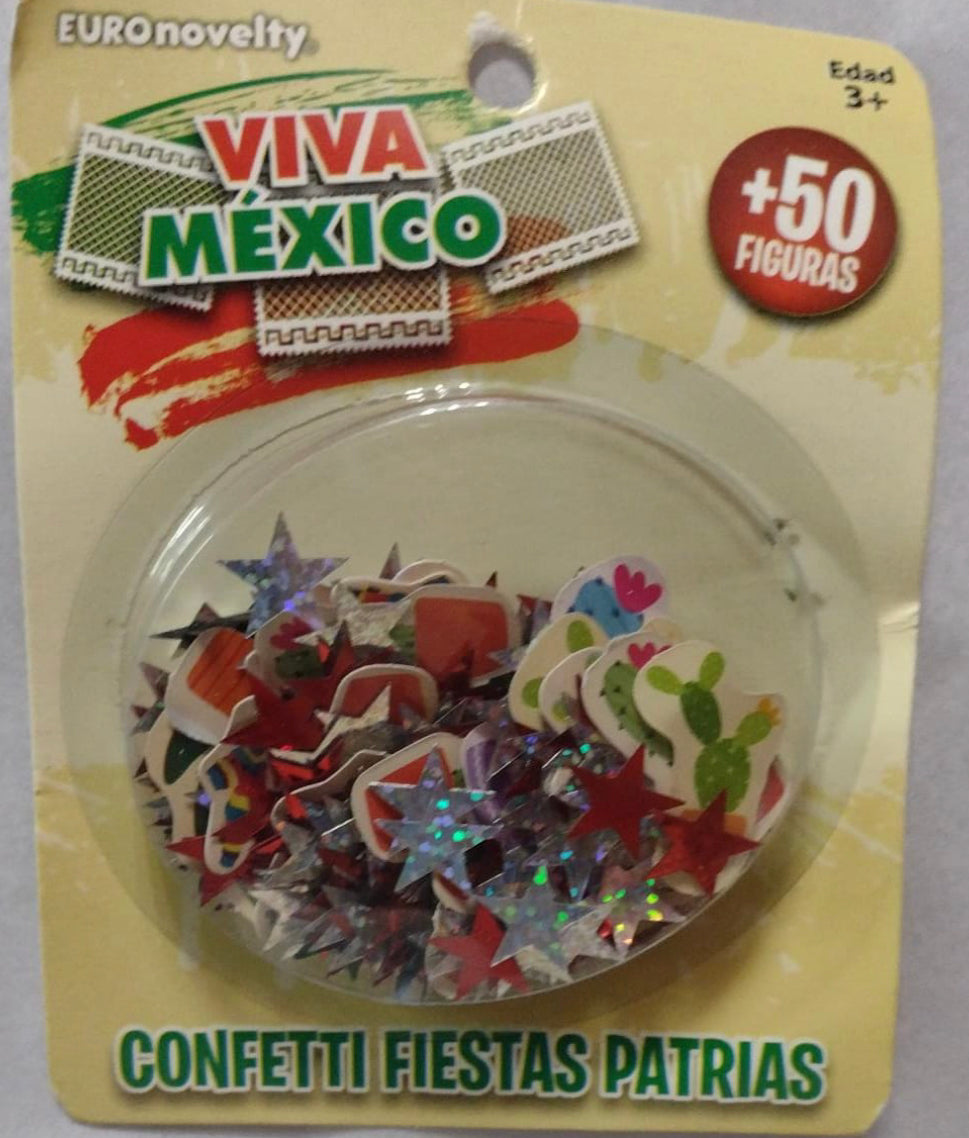 EUROnovelty
Edad
3+
VIVA
MÉXICO
+50
FIGURAS
CONFETTI FIESTAS PATRIAS